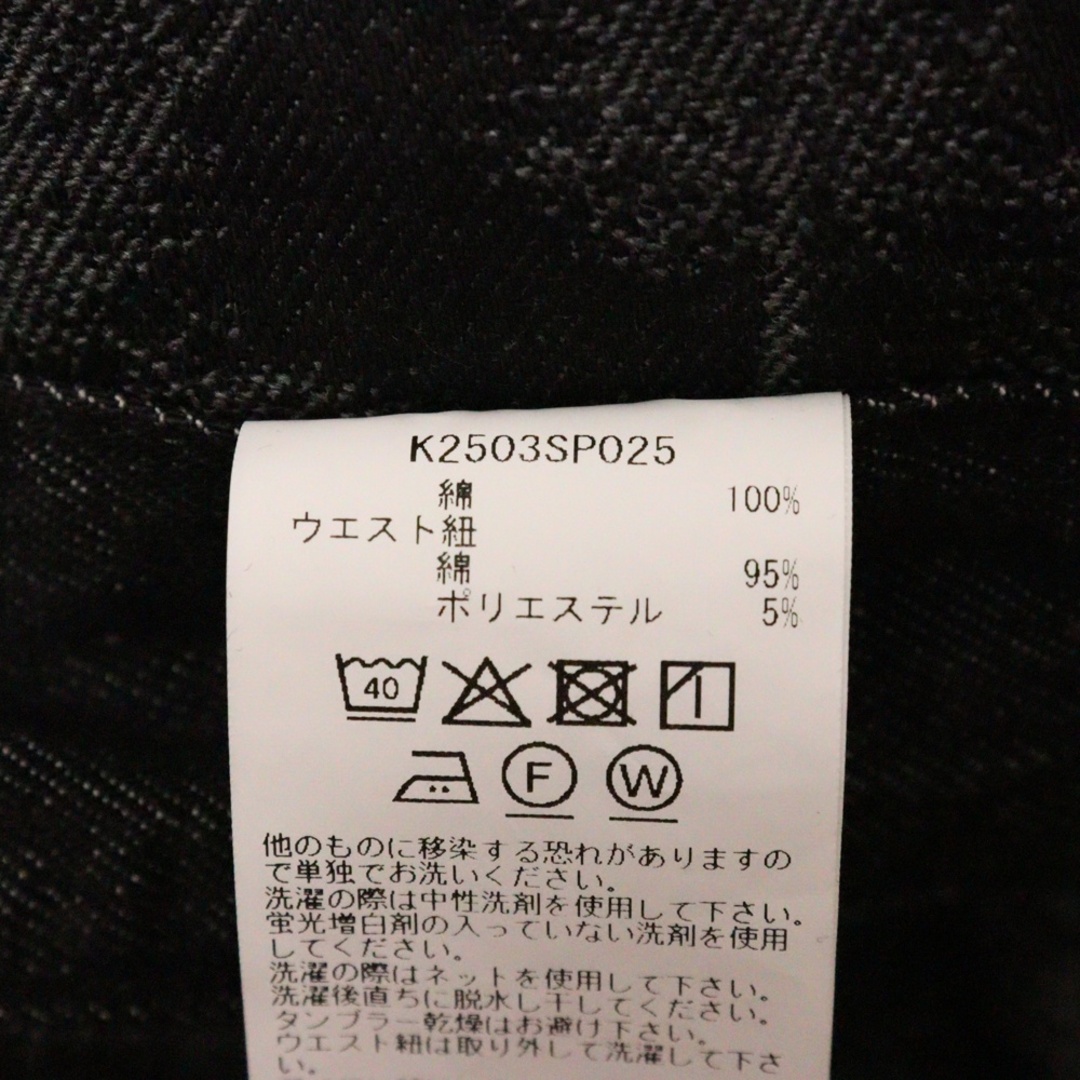 K2503SP025
綿 100%
ウエスト紐
綿 95%
ポリエステル 5%
40
F W
他のものに移染する恐れがありますの
で単独でお洗いください。
洗濯の際は中性洗剤を使用して下さい。
蛍光増白剤の入っていない洗剤を使用
してください。
洗濯の際はネットを使用して下さい。
洗濯後直ちに脱水し干してください。
タンブラー乾燥はお避け下さい。
ウエスト紐は取り外して洗濯して下さ
い。